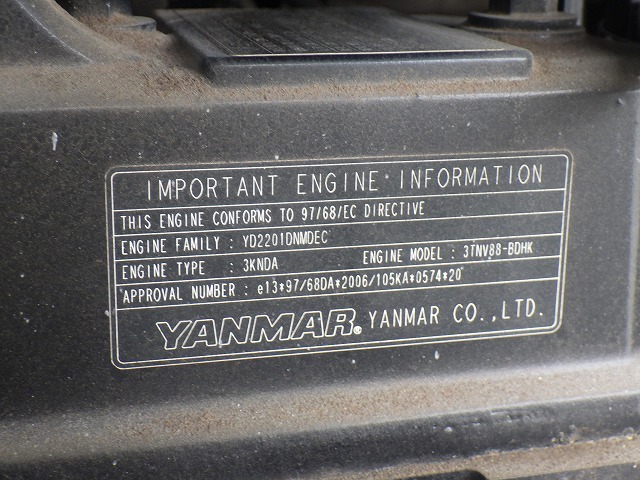 IMPORTANT ENGINE INFORMATION
THIS ENGINE CONFORMS TO 97/68/EC DIRECTIVE
ENGINE FAMILY : YD2201DNMDEC
ENGINE TYPE : 3KNDA ENGINE MODEL : 3TNV88-BDHK
APPROVAL NUMBER : e13*97/68DA*2006/105KA*0574*20
YANMAR® YANMAR CO.,LTD.